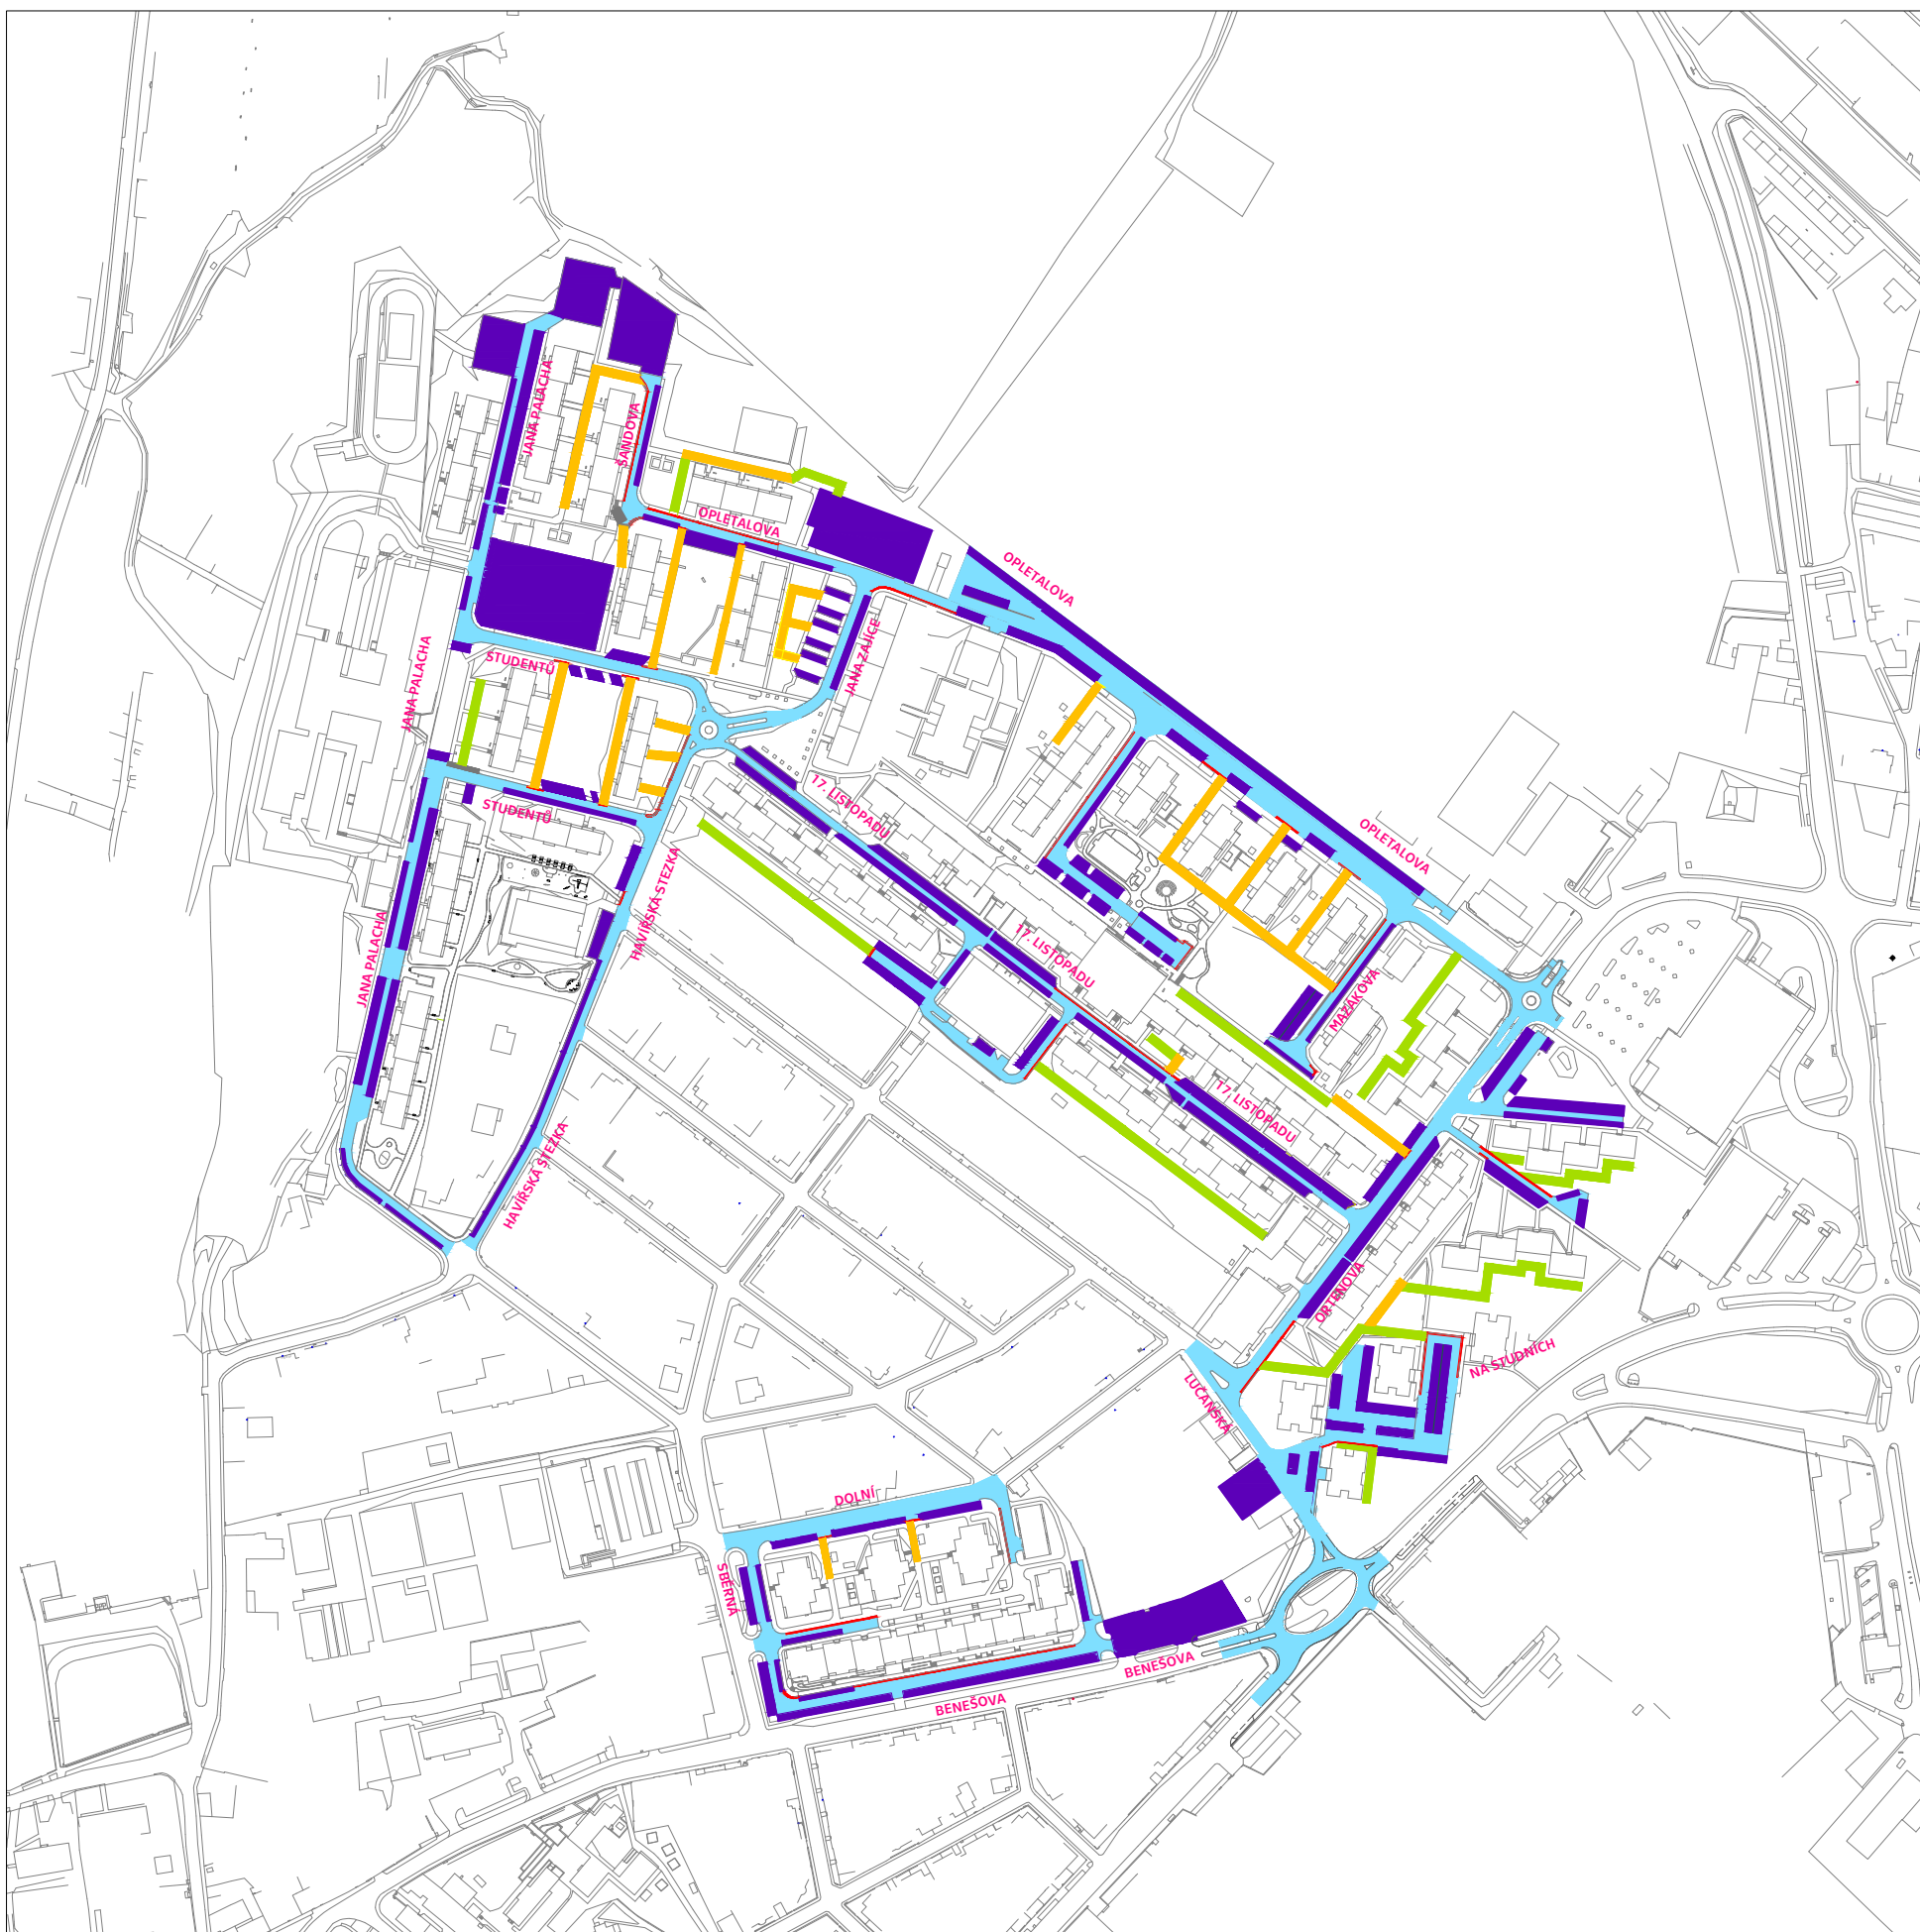 JANA PALACHA
ŠANDOVA
OPLETALOVA
OPLETALOVA
JANA ZAJÍCE
JANA PALACHA
STUDENTŮ
17. LISTOPADU
STUDENTŮ
OPLETALOVA
HAVÍŘSKÁ STEZKA
JANA PALACHA
17. LISTOPADU
MAZÁKOVA
17. LISTOPADU
HAVÍŘSKÁ STEZKA
ORTENOVA
NA STUDNÍCH
LUČANSKÁ
DOLNÍ
SBĚRNÁ
BENEŠOVA
BENEŠOVA